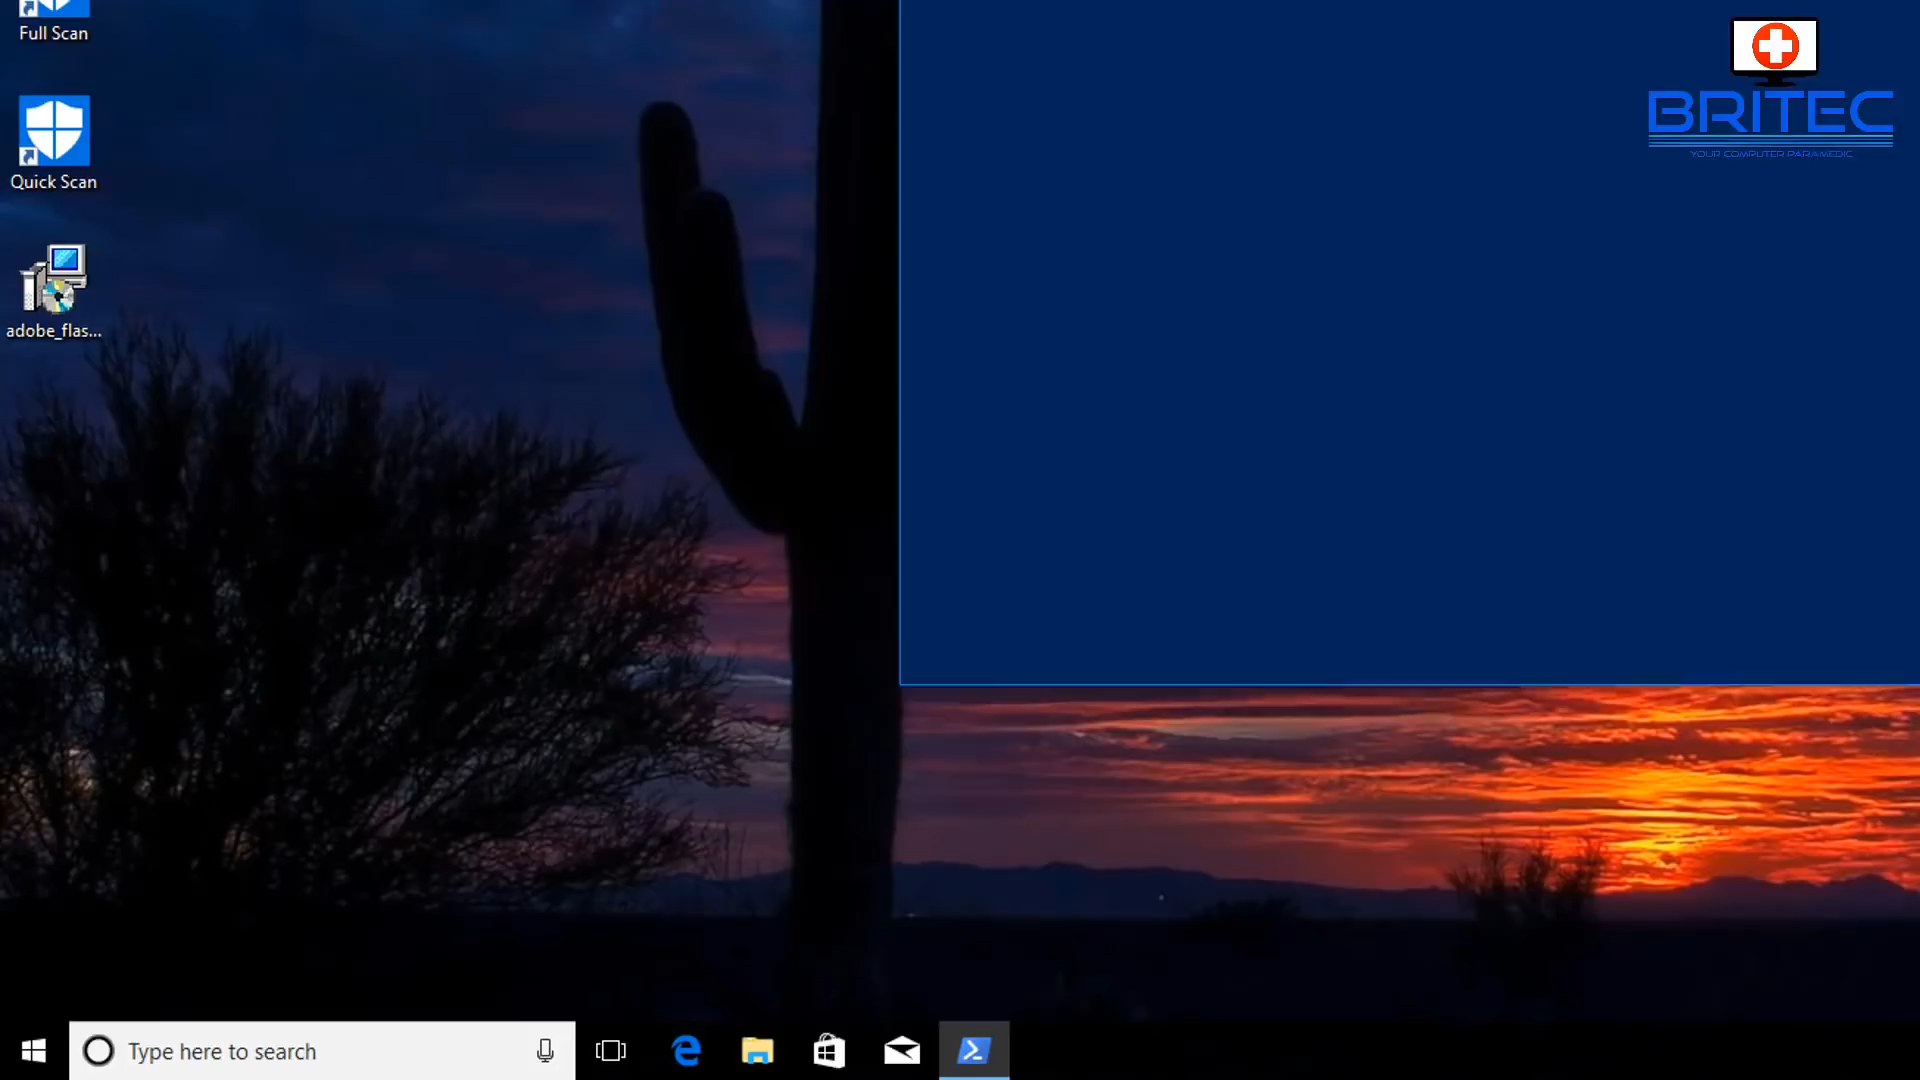 Full Scan
BRITEC
YOUR COMPUTER PARAMEDIC
Quick Scan
adobe_flas...
Type here to search